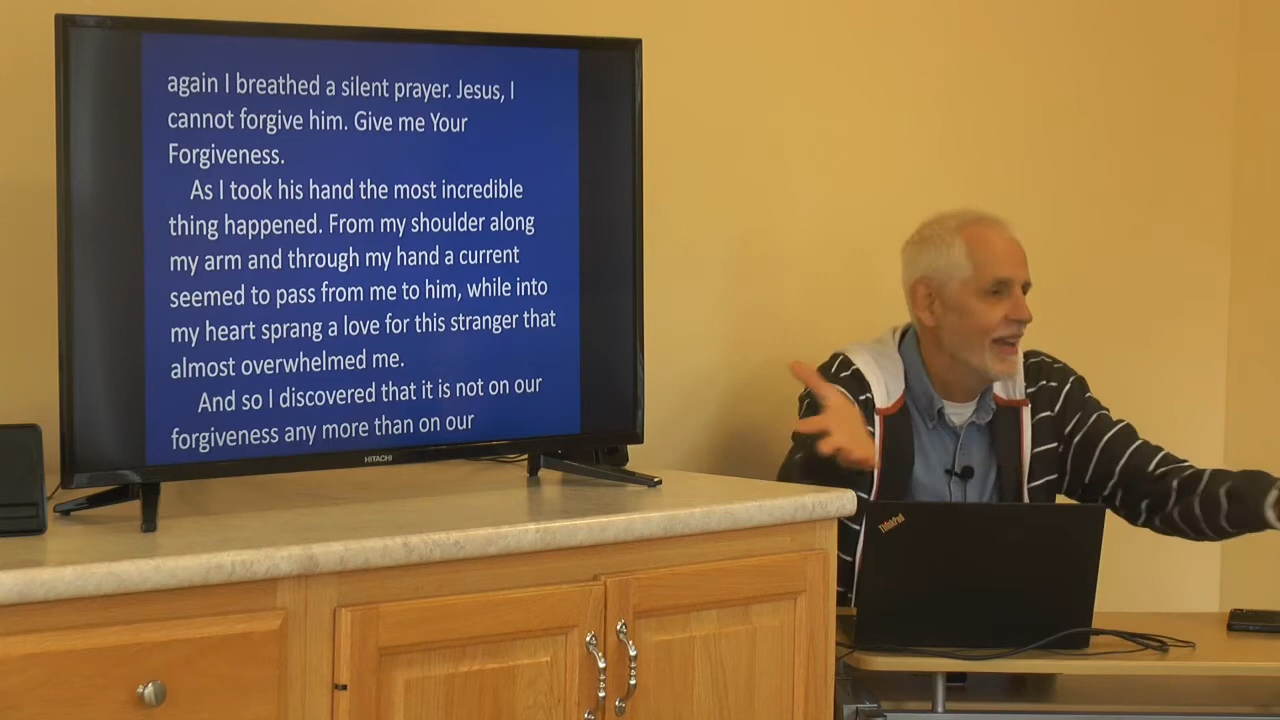 again I breathed a silent prayer. Jesus, I
cannot forgive him. Give me Your
Forgiveness.
As I took his hand the most incredible
thing happened. From my shoulder along
my arm and through my hand a current
seemed to pass from me to him, while into
my heart sprang a love for this stranger that
almost overwhelmed me.
And so I discovered that it is not on our
forgiveness any more than on our
HITACHI
ThinkPad